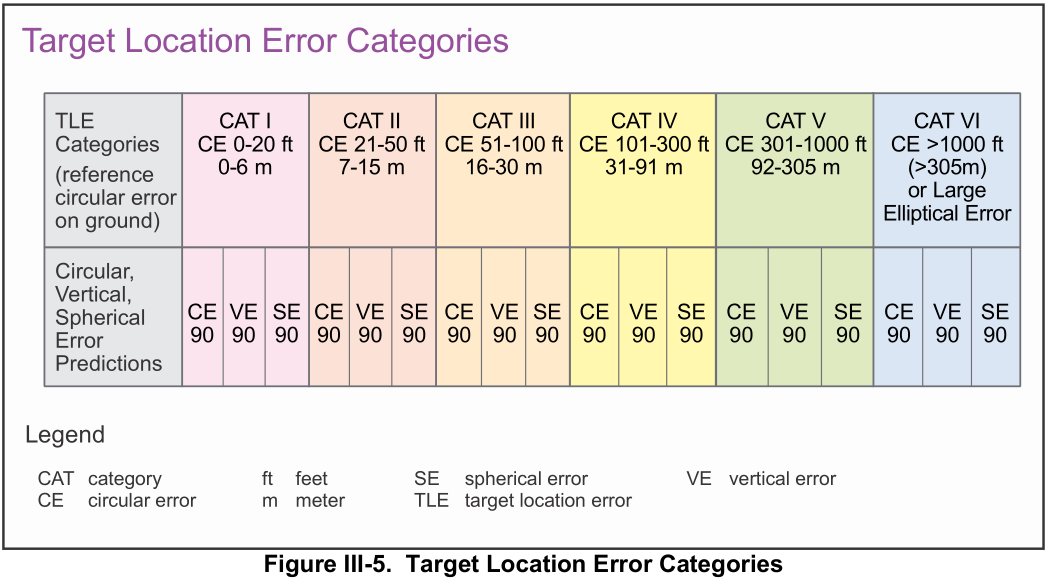 Target Location Error Categories
TLE
Categories
(reference
circular error
on ground)
CAT I
CE 0-20 ft
0-6 m
CAT II
CE 21-50 ft
7-15 m
CAT III
CE 51-100 ft
16-30 m
CAT IV
CE 101-300 ft
31-91 m
CAT V
CE 301-1000 ft
92-305 m
CAT VI
CE >1000 ft
(>305m)
or Large
Elliptical Error
Circular,
Vertical,
Spherical
Error
Predictions
CE
90
VE
90
SE
90
CE
90
VE
90
SE
90
CE
90
VE
90
SE
90
CE
90
VE
90
SE
90
CE
90
VE
90
SE
90
CE
90
VE
90
SE
90
Legend
CAT category ft feet SE spherical error VE vertical error
CE circular error m meter TLE target location error
Figure III-5. Target Location Error Categories